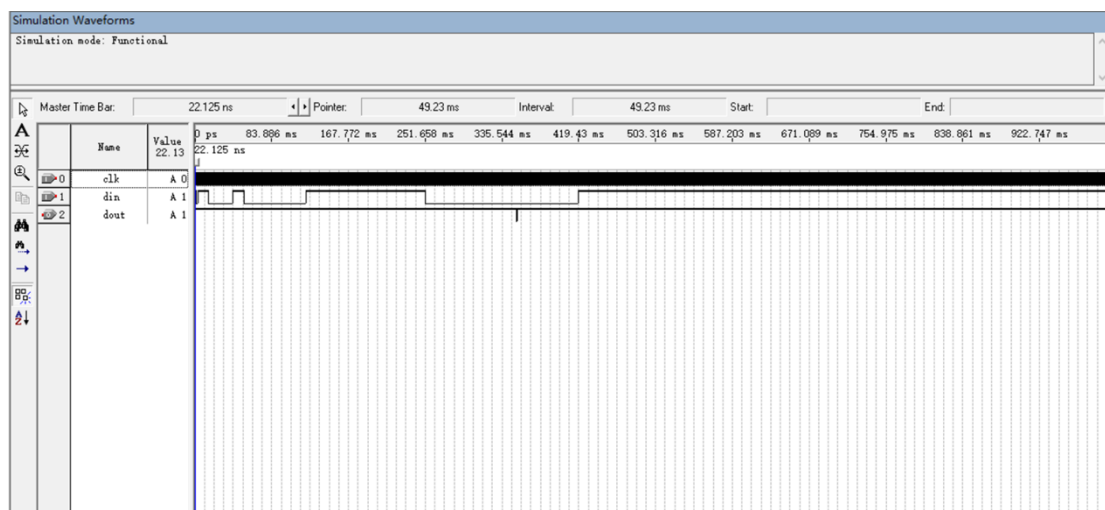 Simulation Waveforms
Simulation mode: Functional
Master Time Bar: 22.125 ns Pointer: 49.23 ms Interval: 49.23 ms Start: End:
Name Value 22.13
0 ps 83.886 ms 167.772 ms 251.658 ms 335.544 ms 419.43 ms 503.316 ms 587.203 ms 671.089 ms 754.975 ms 838.861 ms 922.747 ms
22.125 ns
0 clk A 0
1 din A 1
2 dout A 1